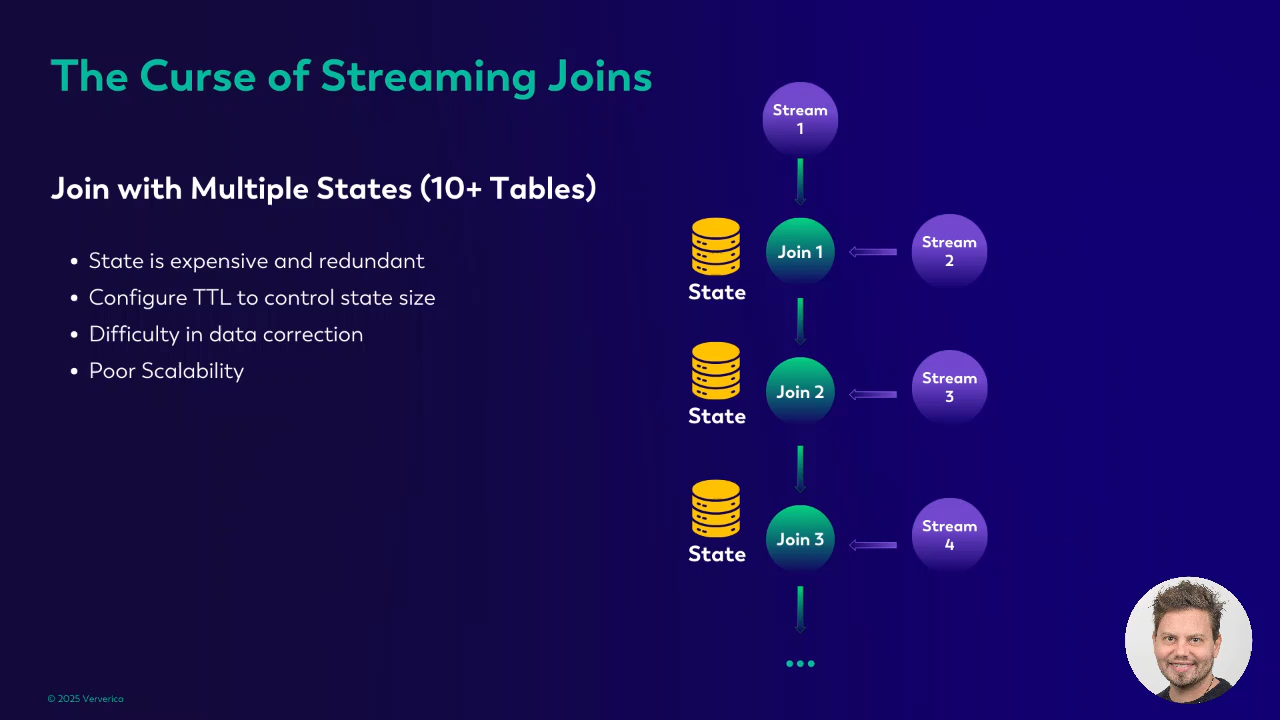 The Curse of Streaming Joins
Join with Multiple States (10+ Tables)
• State is expensive and redundant
• Configure TTL to control state size
• Difficulty in data correction
• Poor Scalability
Stream
1
Join 1
Stream
2
State
Join 2
Stream
3
State
Join 3
Stream
4
State
...
© 2025 Ververica